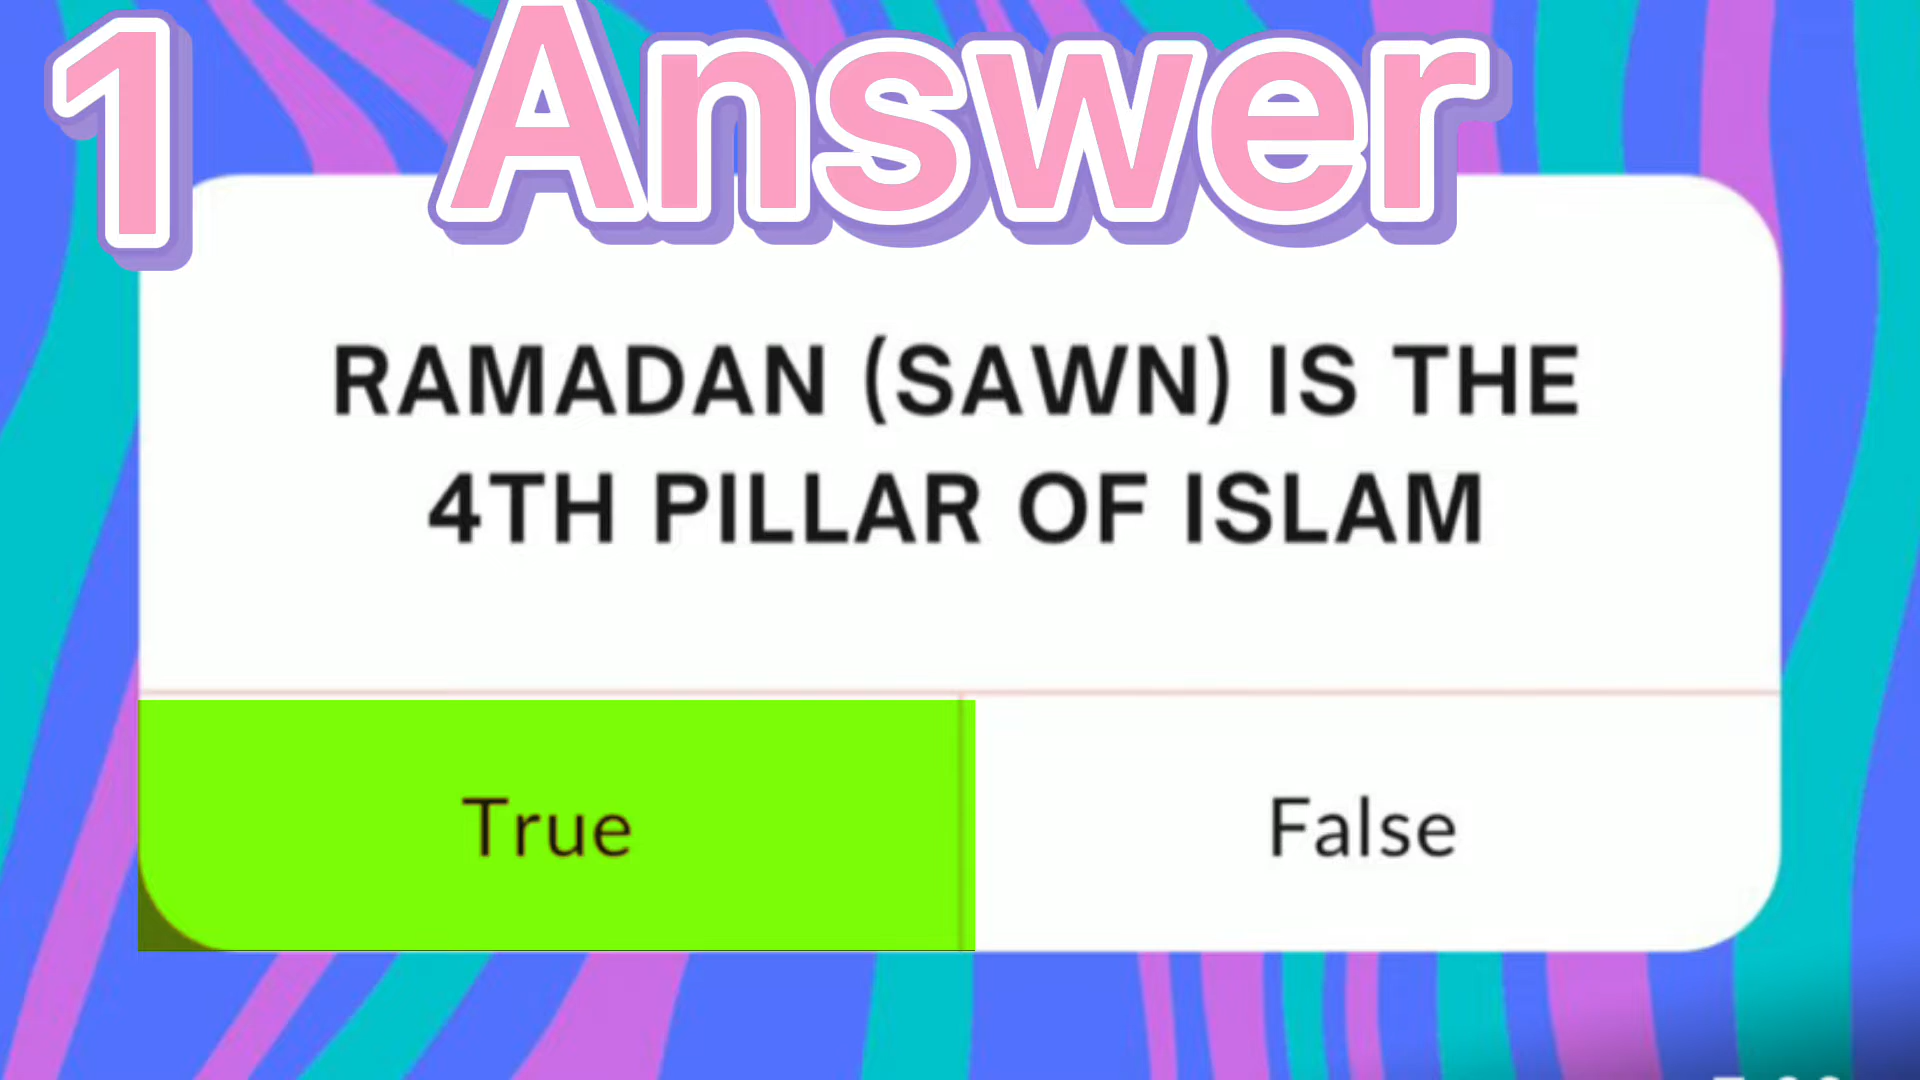 1 Answer
RAMADAN (SAWN) IS THE
4TH PILLAR OF ISLAM
True
False